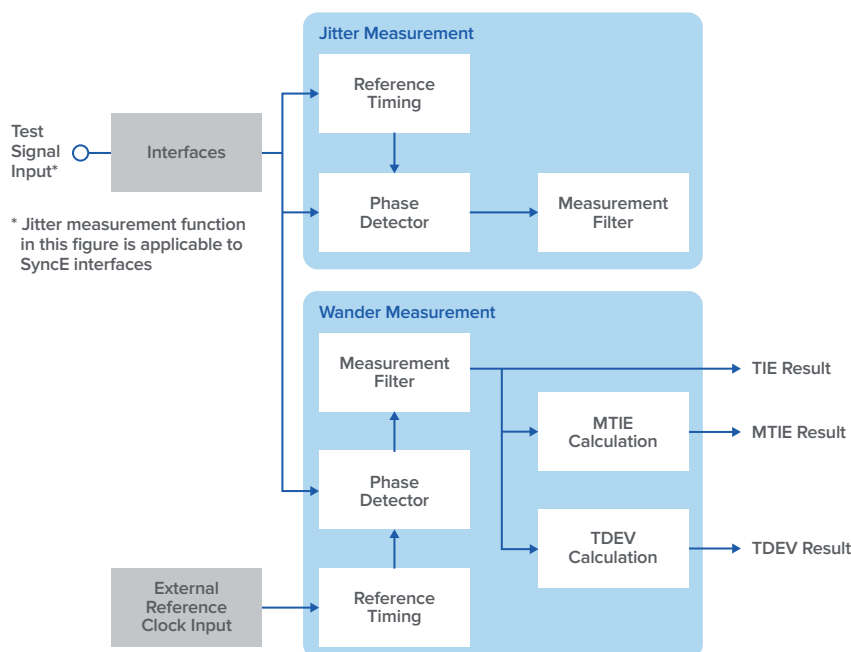 Jitter Measurement
Reference
Timing
Test
Signal
Input*
Interfaces
Phase
Detector
Measurement
Filter
* Jitter measurement function
in this figure is applicable to
SyncE interfaces
Wander Measurement
Measurement
Filter
TIE Result
MTIE
Calculation
MTIE Result
Phase
Detector
TDEV
Calculation
TDEV Result
External
Reference
Clock Input
Reference
Timing